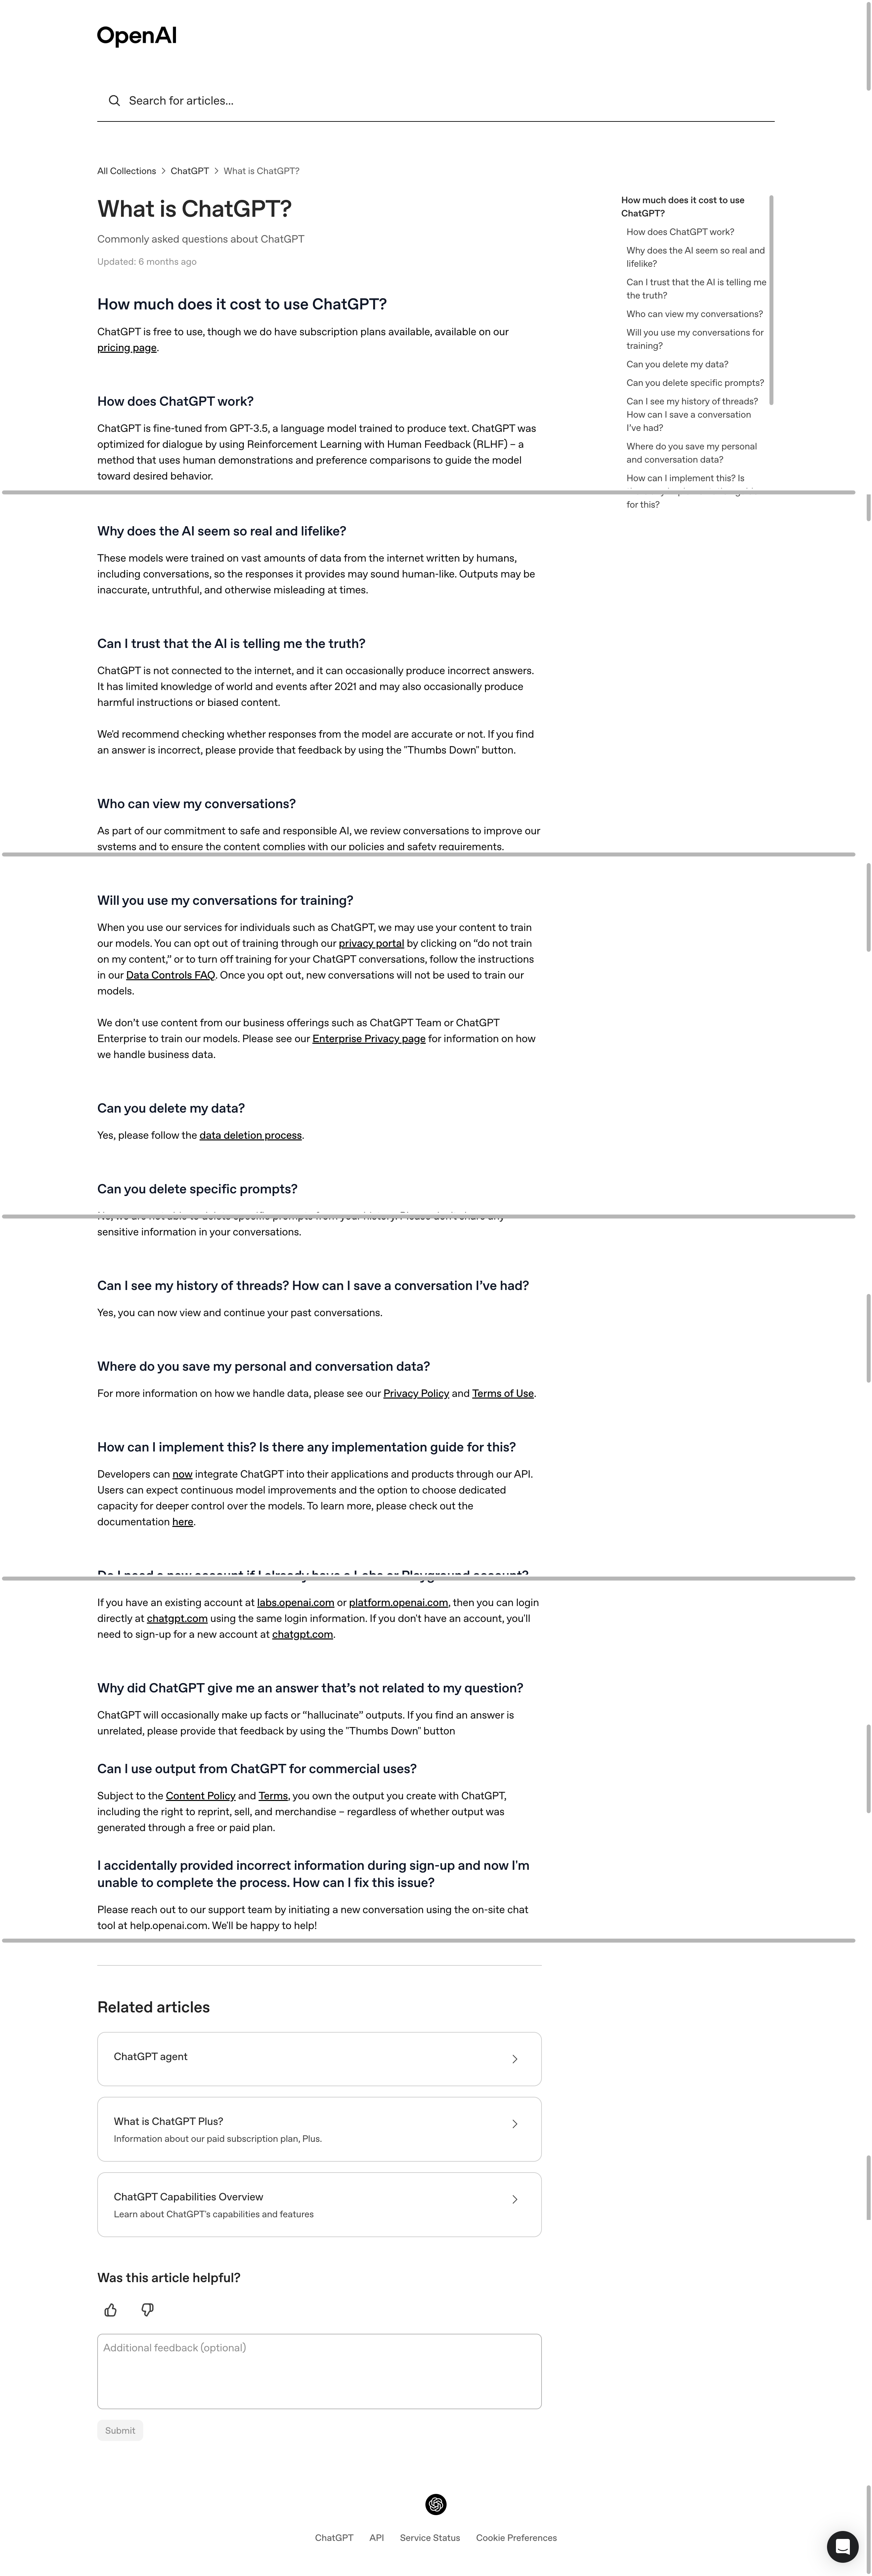 OpenAI
Search for articles...
All Collections
ChatGPT
What is ChatGPT?
What is ChatGPT?
Commonly asked questions about ChatGPT
Updated: 6 months ago
How much does it cost to use ChatGPT?
ChatGPT is free to use, though we do have subscription plans available, available on our
pricing page.
How does ChatGPT work?
ChatGPT is fine-tuned from GPT-3.5, a language model trained to produce text. ChatGPT was
optimized for dialogue by using Reinforcement Learning with Human Feedback (RLHF) – a
method that uses human demonstrations and preference comparisons to guide the model
toward desired behavior.
How much does it cost to use
ChatGPT?
How does ChatGPT work?
Why does the AI seem so real and
lifelike?
Can I trust that the AI is telling me
the truth?
Who can view my conversations?
Will you use my conversations for
training?
Can you delete my data?
Can you delete specific prompts?
Can I see my history of threads?
How can I save a conversation
I've had?
Where do you save my personal
and conversation data?
How can I implement this? Is
for this?
Why does the AI seem so real and lifelike?
These models were trained on vast amounts of data from the internet written by humans,
including conversations, so the responses it provides may sound human-like. Outputs may be
inaccurate, untruthful, and otherwise misleading at times.
Can I trust that the AI is telling me the truth?
ChatGPT is not connected to the internet, and it can occasionally produce incorrect answers.
It has limited knowledge of world and events after 2021 and may also occasionally produce
harmful instructions or biased content.
We'd recommend checking whether responses from the model are accurate or not. If you find
an answer is incorrect, please provide that feedback by using the "Thumbs Down" button.
Who can view my conversations?
As part of our commitment to safe and responsible AI, we review conversations to improve our
systems and to ensure the content complies with our policies and safety requirements.
Will you use my conversations for training?
When you use our services for individuals such as ChatGPT, we may use your content to train
our models. You can opt out of training through our privacy portal by clicking on “do not train
on my content,” or to turn off training for your ChatGPT conversations, follow the instructions
in our Data Controls FAQ. Once you opt out, new conversations will not be used to train our
models.
We don’t use content from our business offerings such as ChatGPT Team or ChatGPT
Enterprise to train our models. Please see our Enterprise Privacy page for information on how
we handle business data.
Can you delete my data?
Yes, please follow the data deletion process.
Can you delete specific prompts?
No, we are not able to delete specific prompts from your history. Please don't share any
sensitive information in your conversations.
Can I see my history of threads? How can I save a conversation I’ve had?
Yes, you can now view and continue your past conversations.
Where do you save my personal and conversation data?
For more information on how we handle data, please see our Privacy Policy and Terms of Use.
How can I implement this? Is there any implementation guide for this?
Developers can now integrate ChatGPT into their applications and products through our API.
Users can expect continuous model improvements and the option to choose dedicated
capacity for deeper control over the models. To learn more, please check out the
documentation here.
Do I need a new account if I already have a Labs or Playground account?
If you have an existing account at labs.openai.com or platform.openai.com, then you can login
directly at chatgpt.com using the same login information. If you don't have an account, you'll
need to sign-up for a new account at chatgpt.com.
Why did ChatGPT give me an answer that’s not related to my question?
ChatGPT will occasionally make up facts or “hallucinate” outputs. If you find an answer is
unrelated, please provide that feedback by using the "Thumbs Down" button
Can I use output from ChatGPT for commercial uses?
Subject to the Content Policy and Terms, you own the output you create with ChatGPT,
including the right to reprint, sell, and merchandise – regardless of whether output was
generated through a free or paid plan.
I accidentally provided incorrect information during sign-up and now I'm
unable to complete the process. How can I fix this issue?
Please reach out to our support team by initiating a new conversation using the on-site chat
tool at help.openai.com. We'll be happy to help!
Related articles
ChatGPT agent
What is ChatGPT Plus?
Information about our paid subscription plan, Plus.
ChatGPT Capabilities Overview
Learn about ChatGPT's capabilities and features
Was this article helpful?
Additional feedback (optional)
Submit
ChatGPT
API
Service Status
Cookie Preferences